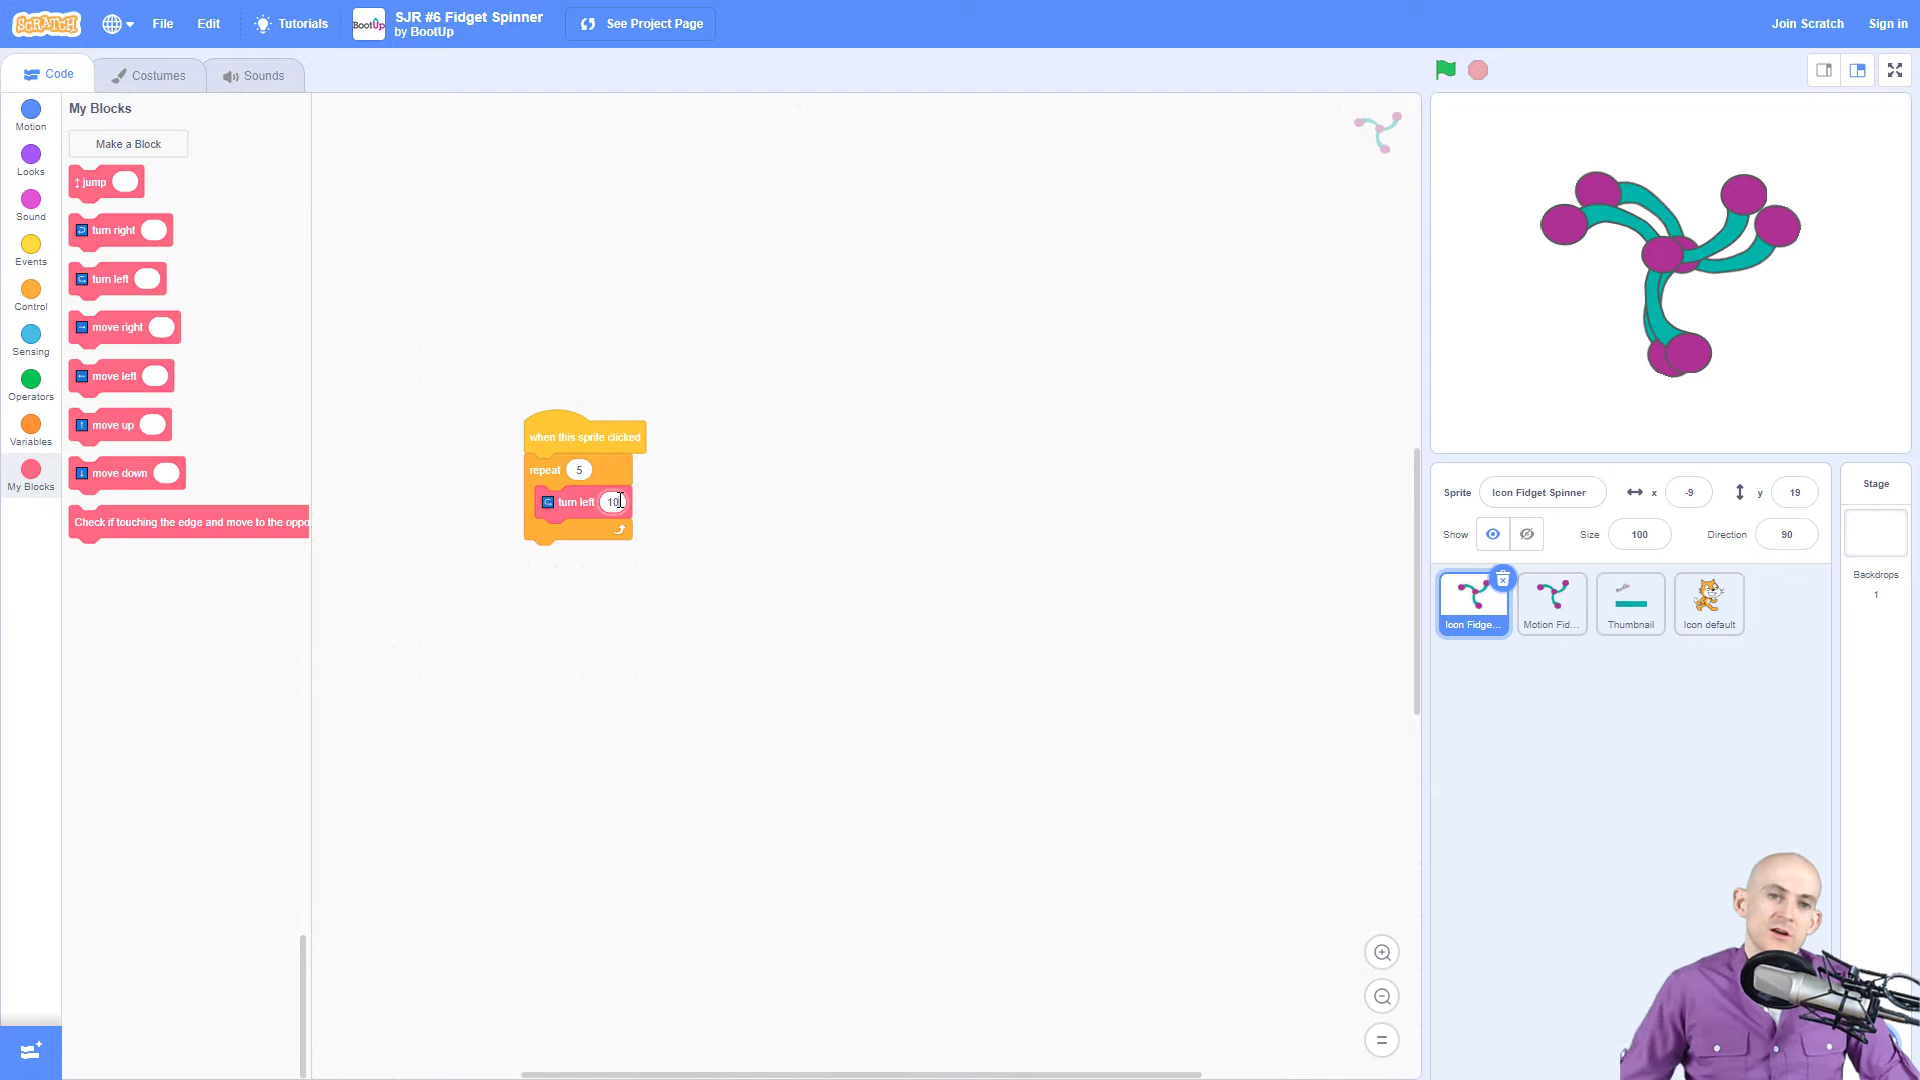 SCRATCH
File
Edit
Tutorials
BootUp
SJR #6 Fidget Spinner
by BootUp
See Project Page
Join Scratch
Sign in
Code
Costumes
Sounds
Motion
Looks
Sound
Events
Control
Sensing
Operators
Variables
My Blocks
My Blocks
Make a Block
jump
turn right
turn left
move right
move left
move up
move down
Check if touching the edge and move to the oppo
when this sprite clicked
repeat 5
turn left 10
Sprite
Icon Fidget Spinner
x
-9
y
19
Show
Size
100
Direction
90
Icon Fidge...
Motion Fid...
Thumbnail
Icon default
Stage
Backdrops
1